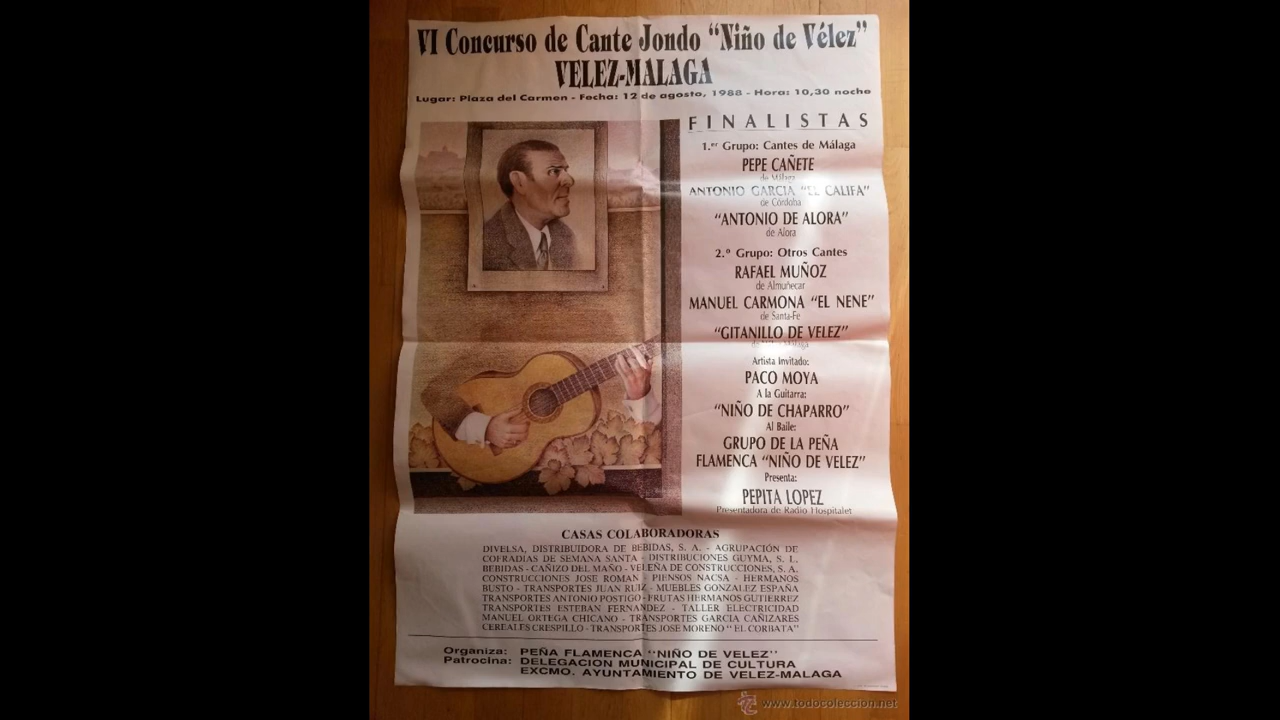 VI Concurso de Cante Jondo "Niño de Vélez"
VELEZ-MALAGA
Lugar: Plaza del Carmen - Fecha: 12 de agosto, 1988 - Hora: 10,30 noche
FINALISTAS
1.er Grupo: Cantes de Málaga
PEPE CAÑETE
de Málaga
ANTONIO GARCIA "EL CALIFA"
de Córdoba
"ANTONIO DE ALORA"
de Alora
2.º Grupo: Otros Cantes
RAFAEL MUÑOZ
de Almuñecar
MANUEL CARMONA "EL NENE"
de Santa-Fe
"GITANILLO DE VELEZ"
de Vélez-Málaga
Artista Invitado:
PACO MOYA
A la Guitarra:
"NIÑO DE CHAPARRO"
Al Baile:
GRUPO DE LA PEÑA
FLAMENCA "NIÑO DE VELEZ"
Presenta:
PEPITA LOPEZ
Presentadora de Radio Hospitalet
CASAS COLABORADORAS
DIVELSA, DISTRIBUIDORA DE BEBIDAS, S. A. - AGRUPACIÓN DE
COFRADIAS DE SEMANA SANTA - DISTRIBUCIONES GUYMA, S. L.
BEBIDAS - CAÑIZO DEL MAÑO - VELEÑA DE CONSTRUCCIONES, S. A.
CONSTRUCCIONES JOSE ROMAN - PIENSOS NACSA - HERMANOS
BUSTO - TRANSPORTES JUAN RUIZ - MUEBLES GONZALEZ ESPAÑA
TRANSPORTES ANTONIO POSTIGO - FRUTAS HERMANOS GUTIERREZ
TRANSPORTES ESTEBAN FERNANDEZ - TALLER ELECTRICIDAD
MANUEL ORTEGA CHICANO - TRANSPORTES GARCIA CAÑIZARES
CEREALES CRESPILLO - TRANSPORTES JOSE MORENO "EL CORBATA"
Organiza: PEÑA FLAMENCA "NIÑO DE VELEZ"
Patrocina: DELEGACION MUNICIPAL DE CULTURA
EXCMO. AYUNTAMIENTO DE VELEZ-MALAGA
www.todocoleccion.net